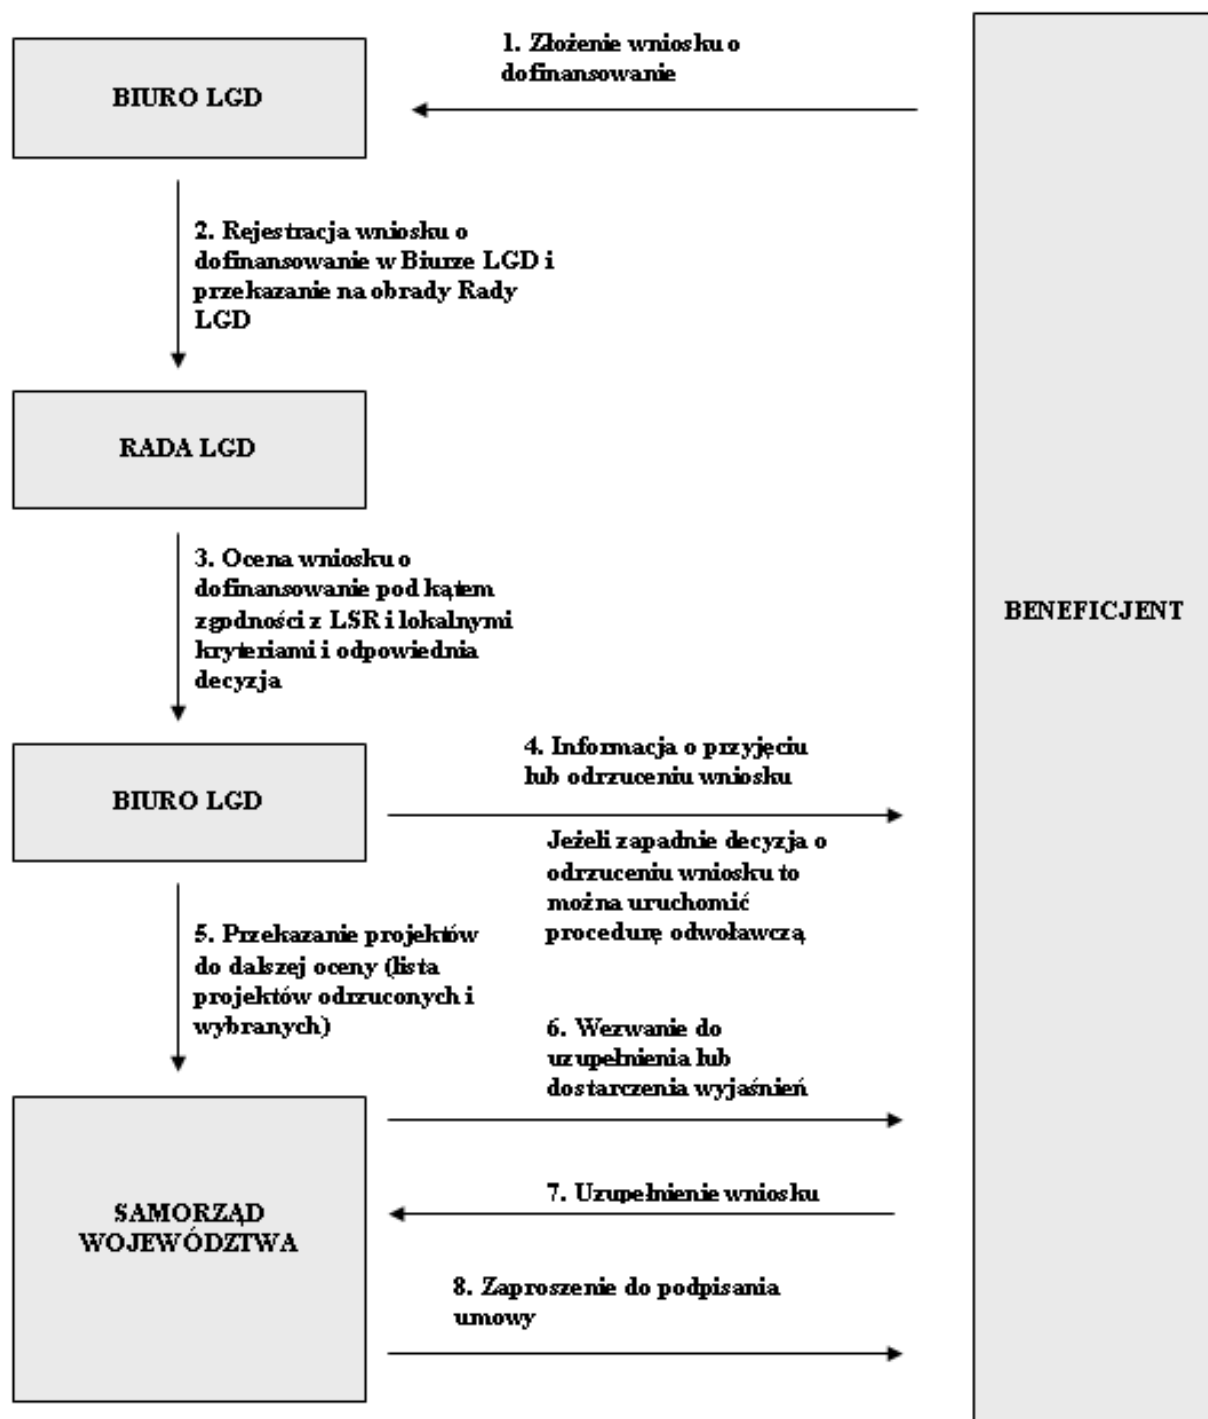 1. Złożenie wniosku o
dofinansowanie
BIURO LGD
2. Rejestracja wniosku o
dofinansowanie w Biurze LGD i
przekazanie na obrady Rady
LGD
RADA LGD
3. Ocena wniosku o
dofinansowanie pod kątem
zgodności z LSR i lokalnymi
kryteriami i odpowiednia
decyzja
BENEFICJENT
4. Informacja o przyjęciu
lub odrzuceniu wniosku
BIURO LGD
Jeżeli zapadnie decyzja o
odrzuceniu wniosku to
można uruchomić
procedurę odwoławczą
5. Przekazanie projektów
do dalszej oceny (lista
projektów odrzuconych i
wybranych)
6. Wezwanie do
uzupełnienia lub
dostarczenia wyjaśnień
7. Uzupełnienie wniosku
SAMORZĄD
WOJEWÓDZTWA
8. Zaproszenie do podpisania
umowy